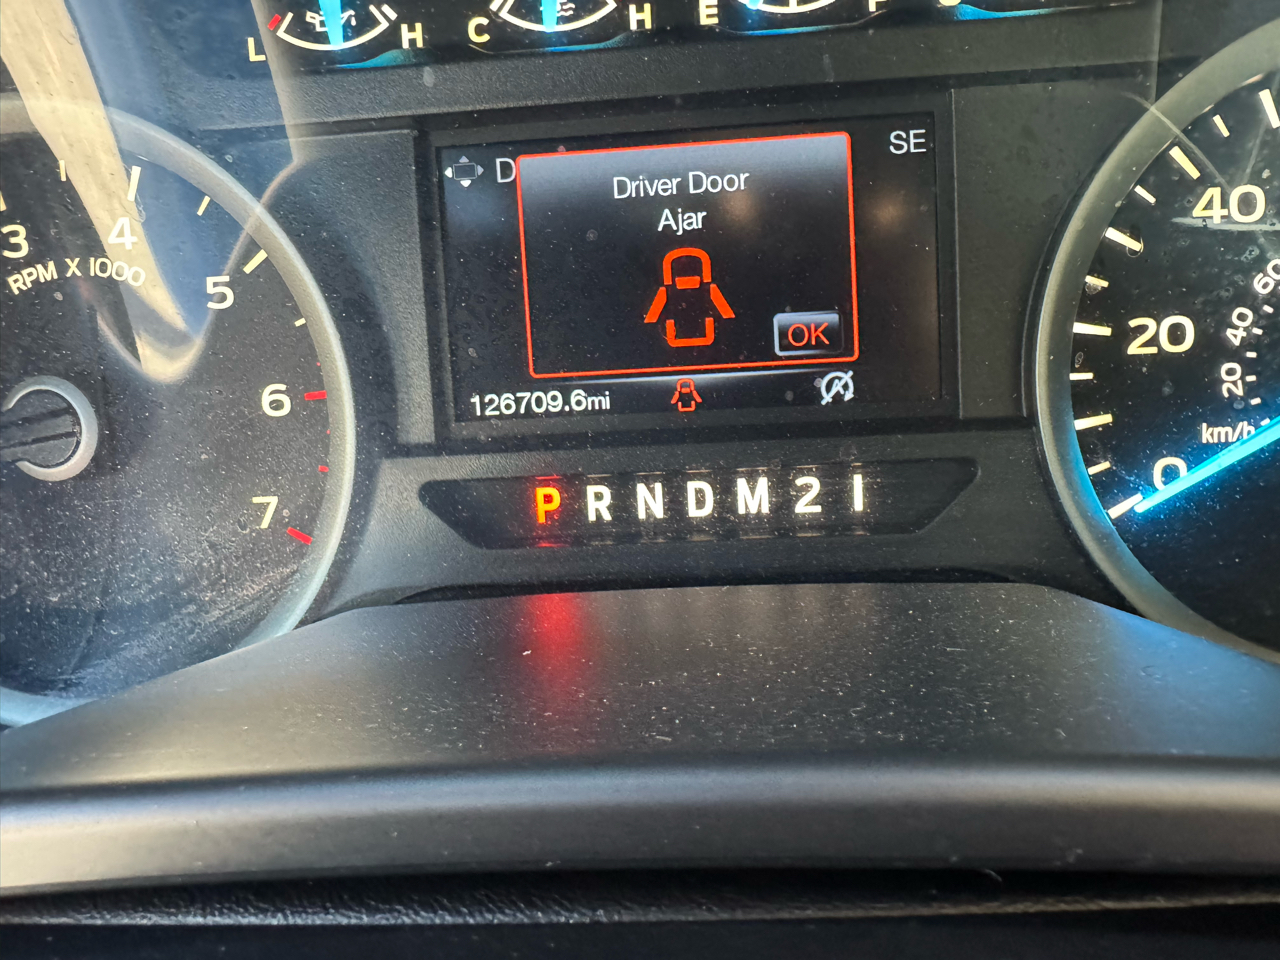 L H C H E F
D
SE
Driver Door
Ajar
OK
126709.6mi
3
4
5
6
7
RPM X 1000
P R N D M 2 1
40
20
0
60
40
20
km/h